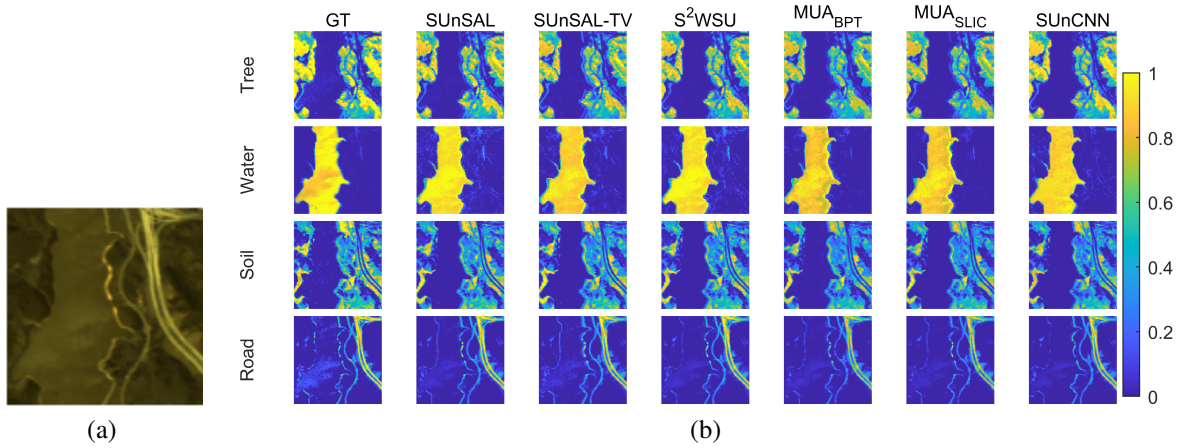 GT SUnSAL SUnSAL-TV S²WSU MUA_BPT MUA_SLIC SUnCNN
Tree
Water
Soil
Road
1
0.8
0.6
0.4
0.2
0
(a) (b)